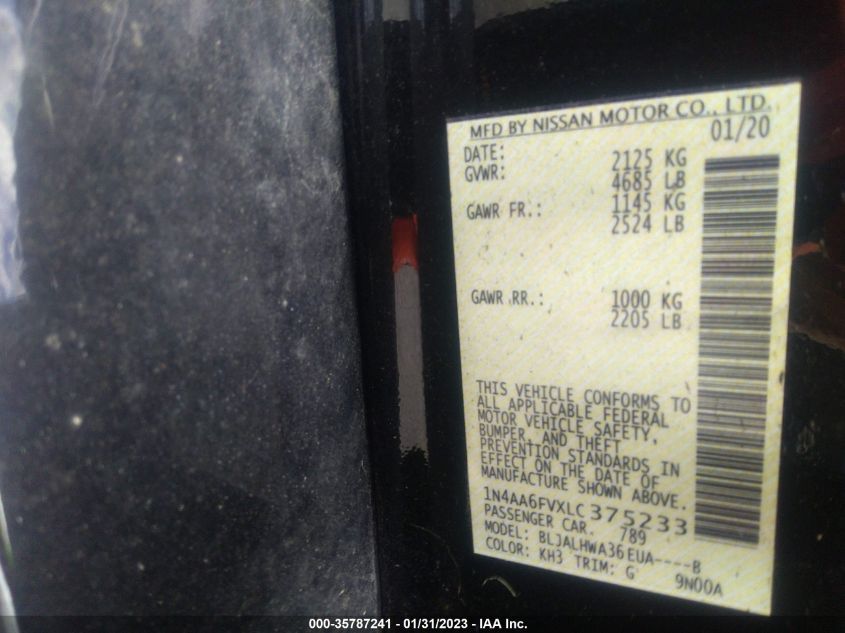 MFD BY NISSAN MOTOR CO., LTD.
DATE: 01/20
GVWR: 2125 KG
4685 LB
GAWR FR.: 1145 KG
2524 LB
GAWR RR.: 1000 KG
2205 LB
THIS VEHICLE CONFORMS TO
ALL APPLICABLE FEDERAL
MOTOR VEHICLE SAFETY,
BUMPER, AND THEFT
PREVENTION STANDARDS IN
EFFECT ON THE DATE OF
MANUFACTURE SHOWN ABOVE.
1N4AA6FVXLC375233
PASSENGER CAR. 789
MODEL: BLJALHWA36EUA----B
COLOR: KH3 TRIM: G 9N00A
000-35787241 - 01/31/2023 - IAA Inc.